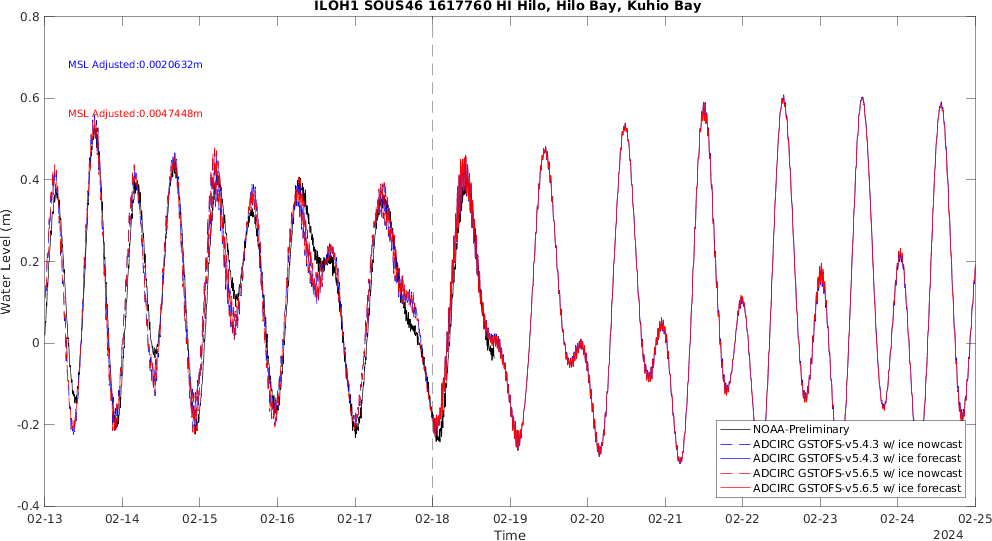 ILOH1 SOUS46 1617760 HI Hilo, Hilo Bay, Kuhio Bay
0.8
MSL Adjusted:0.0020632m
0.6
MSL Adjusted:0.0047448m
0.4
Water Level (m)
0.2
0
-0.2
NOAA-Preliminary
ADCIRC GSTOFS-v5.4.3 w/ ice nowcast
ADCIRC GSTOFS-v5.4.3 w/ ice forecast
ADCIRC GSTOFS-v5.6.5 w/ ice nowcast
ADCIRC GSTOFS-v5.6.5 w/ ice forecast
-0.4
02-13 02-14 02-15 02-16 02-17 02-18 02-19 02-20 02-21 02-22 02-23 02-24 02-25
Time
2024